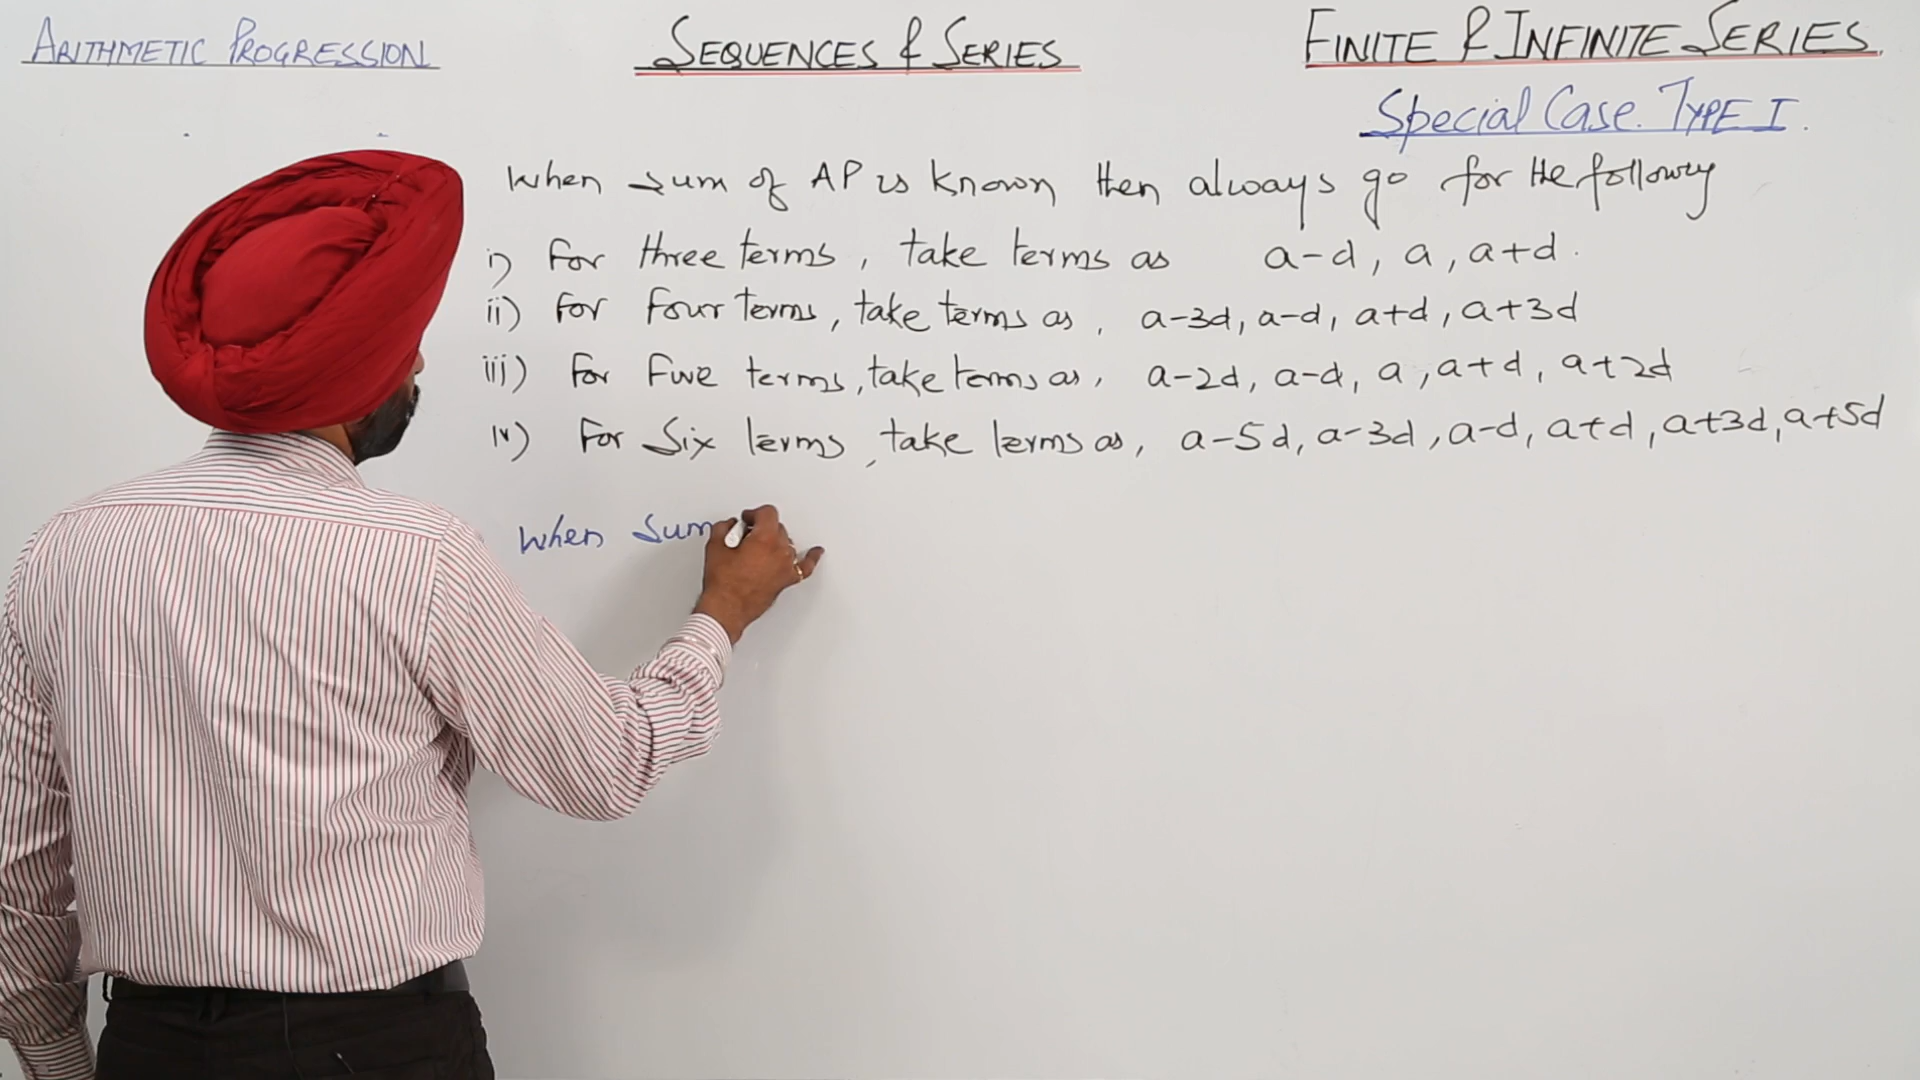 ARITHMETIC PROGRESSION
SEQUENCES & SERIES
FINITE & INFINITE SERIES
Special Case. TYPE I.
When sum of AP is known then always go for the following
i) For three terms, take terms as a-d, a, a+d.
ii) For Four terms, take terms as, a-3d, a-d, a+d, a+3d
iii) For Five terms, take terms as, a-2d, a-d, a, a+d, a+2d
iv) For Six terms, take terms as, a-5d, a-3d, a-d, a+d, a+3d, a+5d
When Sum